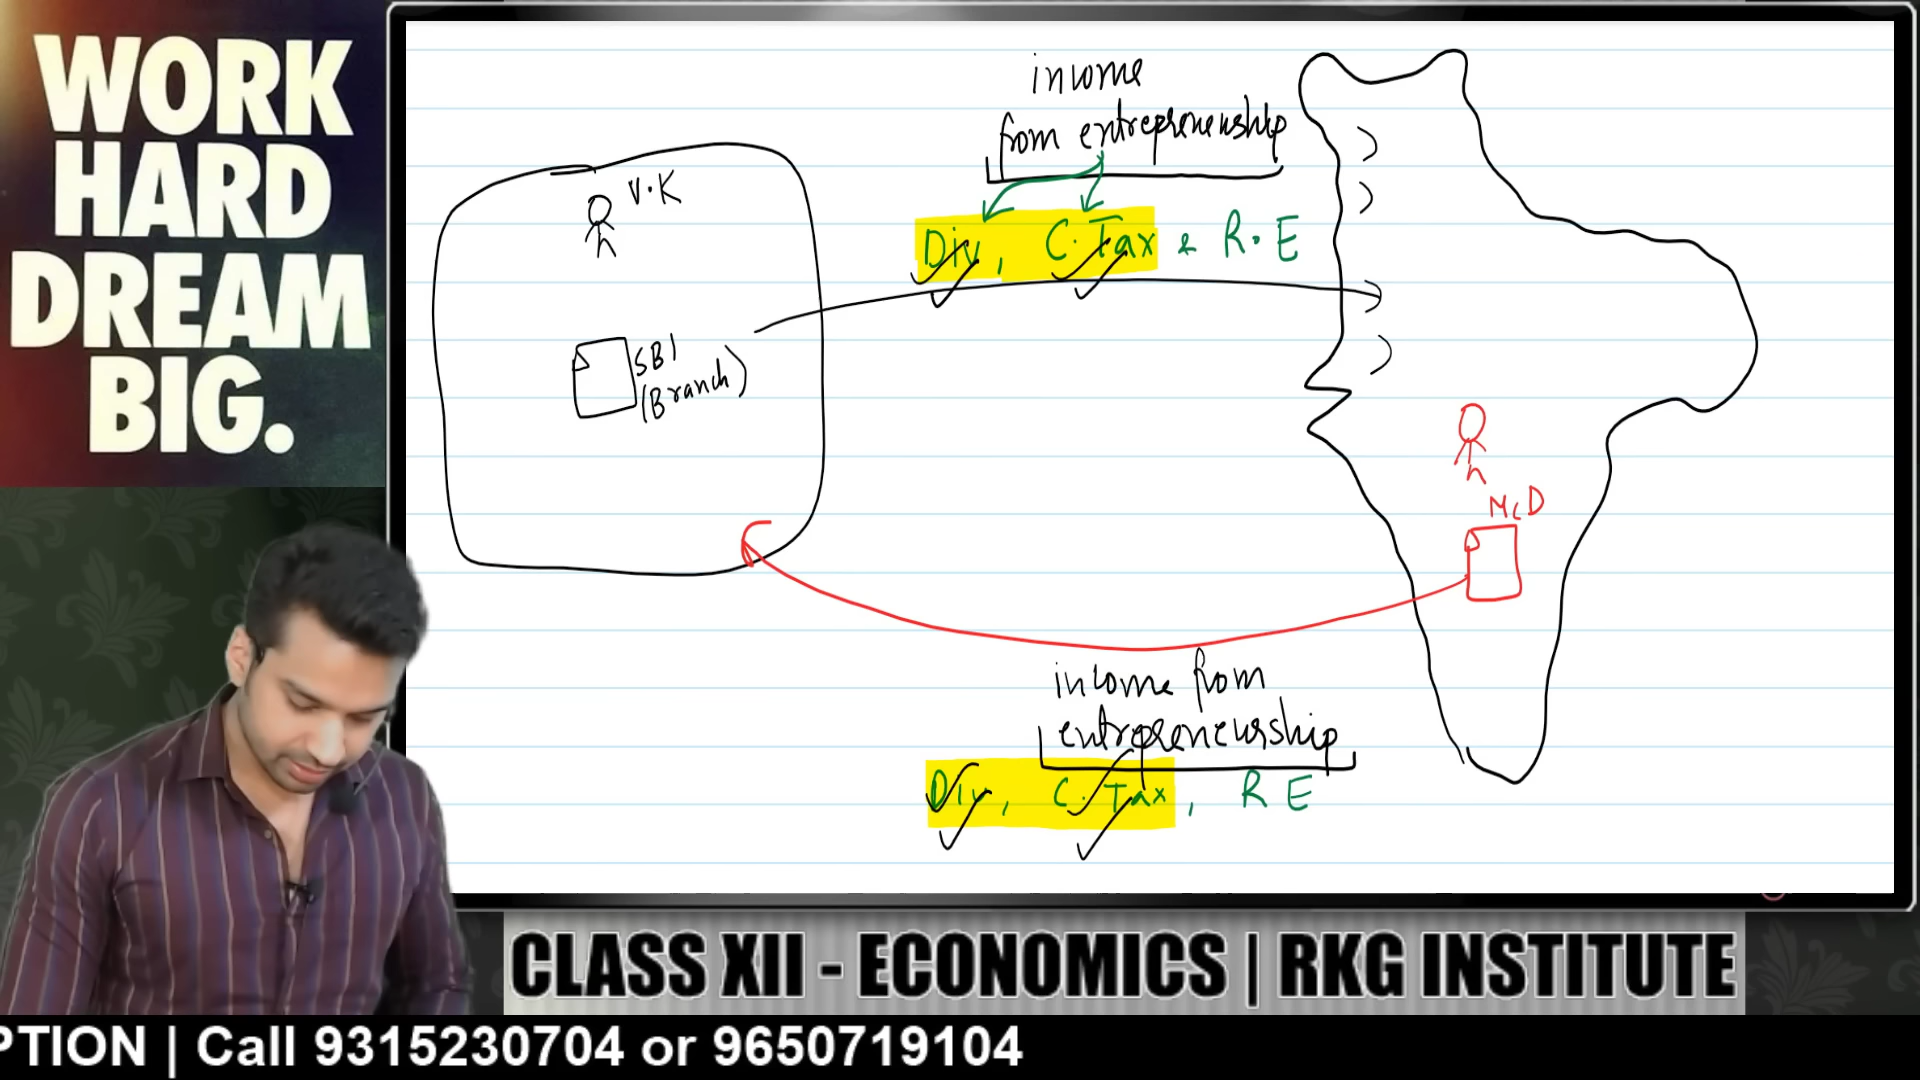 WORK
HARD
DREAM
BIG.
income
from entrepreneurship
Div, C. Tax & R.E
V.K
SBI
(Branch)
McD
income from
entrepreneurship
Div, C. Tax, R E
CLASS XII - ECONOMICS | RKG INSTITUTE
PTION | Call 9315230704 or 9650719104